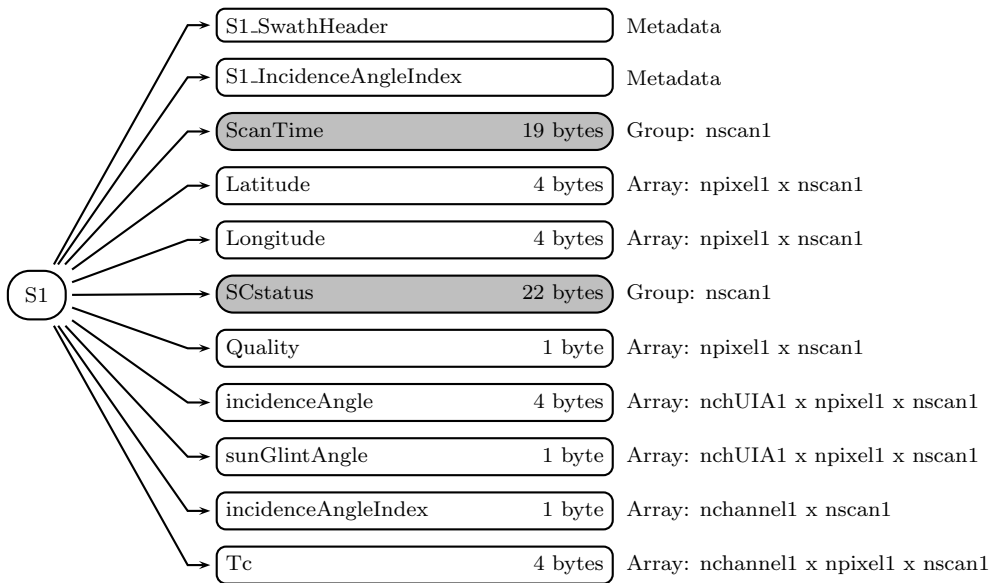 S1_SwathHeader Metadata
S1_IncidenceAngleIndex Metadata
ScanTime 19 bytes Group: nscan1
Latitude 4 bytes Array: npixel1 x nscan1
Longitude 4 bytes Array: npixel1 x nscan1
S1 SCstatus 22 bytes Group: nscan1
Quality 1 byte Array: npixel1 x nscan1
incidenceAngle 4 bytes Array: nchUIA1 x npixel1 x nscan1
sunGlintAngle 1 byte Array: nchUIA1 x npixel1 x nscan1
incidenceAngleIndex 1 byte Array: nchannel1 x nscan1
Tc 4 bytes Array: nchannel1 x npixel1 x nscan1